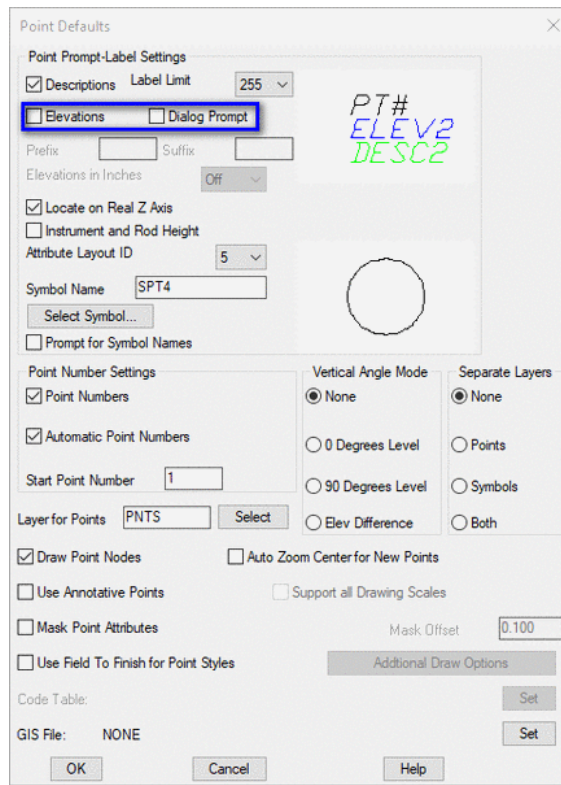 Point Defaults
Point Prompt-Label Settings
Descriptions Label Limit 255
Elevations Dialog Prompt
Prefix Suffix
Elevations in Inches Off
Locate on Real Z Axis
Instrument and Rod Height
Attribute Layout ID 5
Symbol Name SPT4
Select Symbol...
Prompt for Symbol Names
PT#
ELEV2
DESC2
Point Number Settings
Point Numbers
Automatic Point Numbers
Start Point Number 1
Vertical Angle Mode
None
0 Degrees Level
90 Degrees Level
Elev Difference
Separate Layers
None
Points
Symbols
Both
Layer for Points PNTS Select
Draw Point Nodes Auto Zoom Center for New Points
Use Annotative Points Support all Drawing Scales
Mask Point Attributes Mask Offset 0.100
Use Field To Finish for Point Styles Addtional Draw Options
Code Table: Set
GIS File: NONE Set
OK Cancel Help